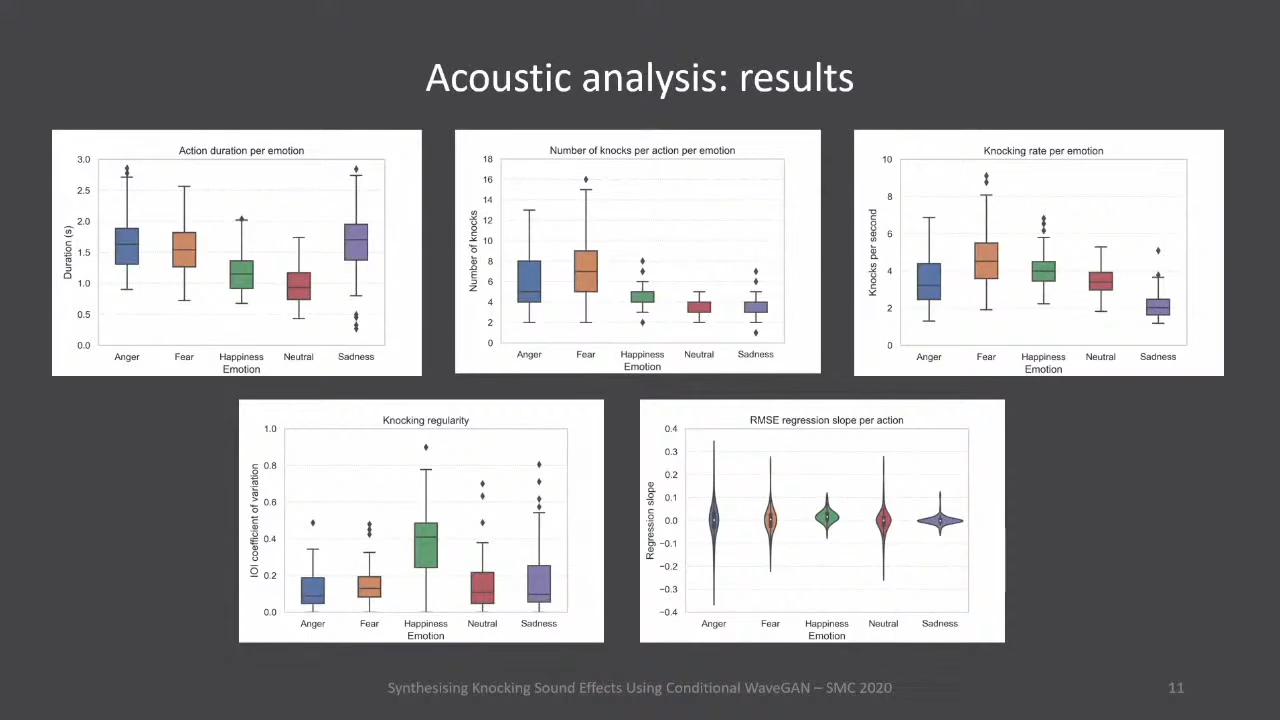 Acoustic analysis: results
Action duration per emotion
Duration (s)
3.0
2.5
2.0
1.5
1.0
0.5
0.0
Anger Fear Happiness Neutral Sadness
Emotion
Number of knocks per action per emotion
Number of knocks
18
16
14
12
10
8
6
4
2
0
Anger Fear Happiness Neutral Sadness
Emotion
Knocking rate per emotion
Knocks per second
10
8
6
4
2
0
Anger Fear Happiness Neutral Sadness
Emotion
Knocking regularity
IOI coefficient of variation
1.0
0.8
0.6
0.4
0.2
0.0
Anger Fear Happiness Neutral Sadness
Emotion
RMSE regression slope per action
Regression slope
0.4
0.3
0.2
0.1
0.0
−0.1
−0.2
−0.3
−0.4
Anger Fear Happiness Neutral Sadness
Emotion
Synthesising Knocking Sound Effects Using Conditional WaveGAN – SMC 2020
11